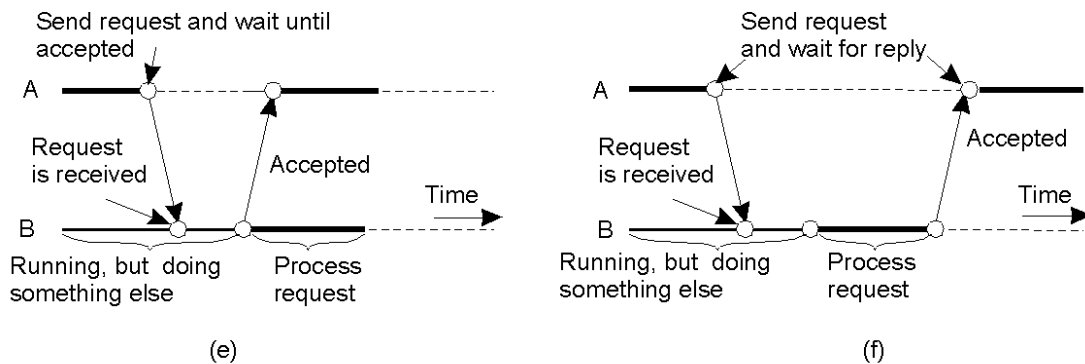 Send request and wait until
accepted
A
Request
is received
Accepted
Time
B
Running, but doing
something else
Process
request
(e)
Send request
and wait for reply
A
Request
is received
Accepted
Time
B
Running, but doing
something else
Process
request
(f)